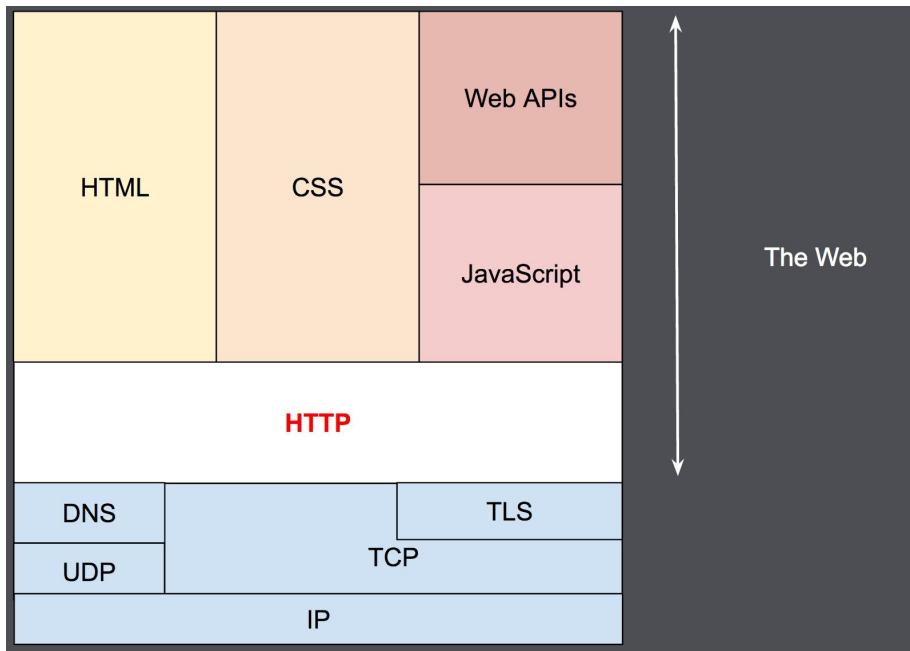 HTML
CSS
Web APIs
JavaScript
The Web
HTTP
DNS
TLS
UDP
TCP
IP